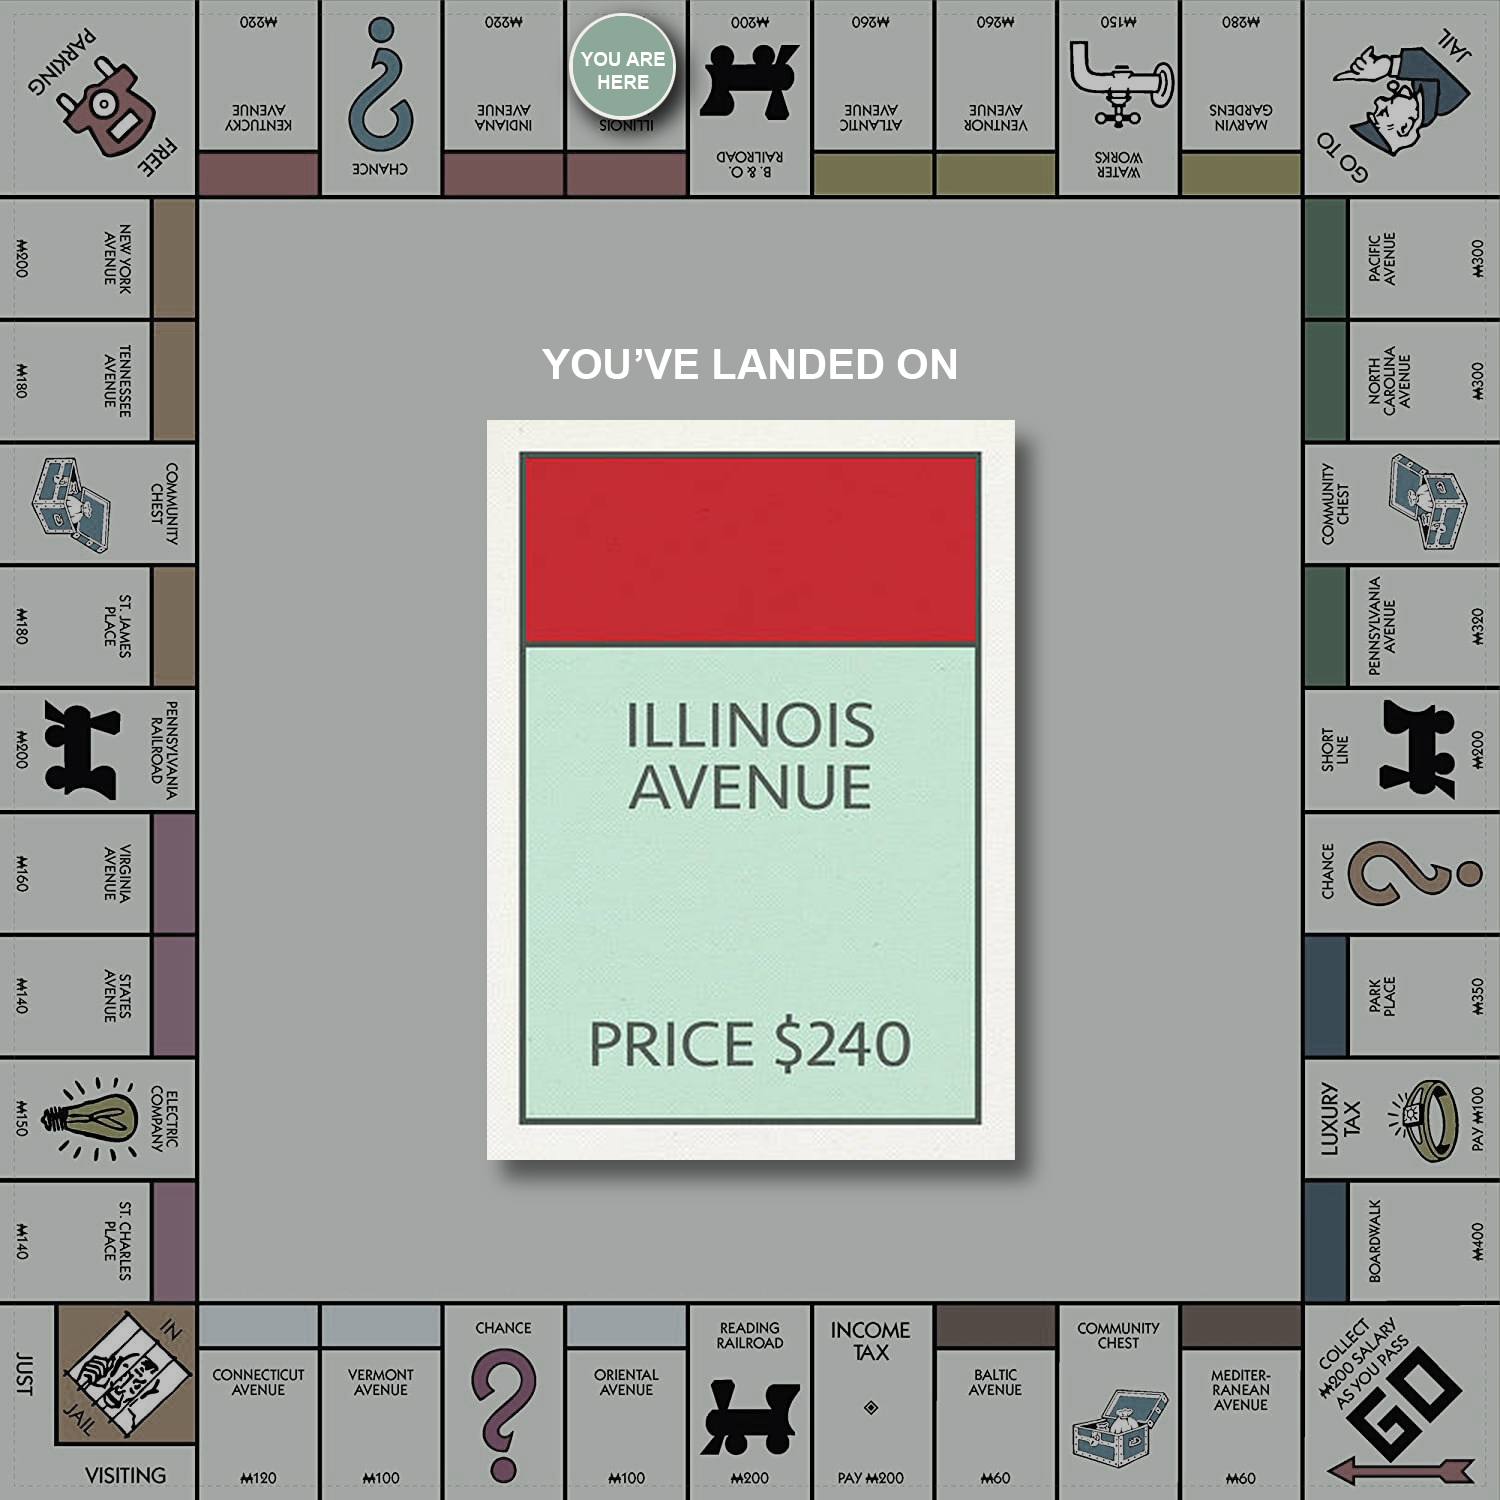 FREE
PARKING
KENTUCKY
AVENUE
₩220
CHANCE
INDIANA
AVENUE
₩220
YOU ARE
HERE
ILLINOIS
B. & O.
RAILROAD
₩200
ATLANTIC
AVENUE
₩260
VENTNOR
AVENUE
₩260
WATER
WORKS
₩150
MARVIN
GARDENS
₩280
GO TO
JAIL
NEW YORK
AVENUE
₩200
TENNESSEE
AVENUE
₩180
COMMUNITY
CHEST
ST. JAMES
PLACE
₩180
PENNSYLVANIA
RAILROAD
₩200
VIRGINIA
AVENUE
₩160
STATES
AVENUE
₩140
ELECTRIC
COMPANY
₩150
ST. CHARLES
PLACE
₩140
YOU’VE LANDED ON
ILLINOIS
AVENUE
PRICE $240
PACIFIC
AVENUE
₩300
NORTH
CAROLINA
AVENUE
₩300
COMMUNITY
CHEST
PENNSYLVANIA
AVENUE
₩320
SHORT
LINE
₩200
CHANCE
PARK
PLACE
₩350
LUXURY
TAX
PAY ₩100
BOARDWALK
₩400
JUST
VISITING
IN
JAIL
CONNECTICUT
AVENUE
₩120
VERMONT
AVENUE
₩100
CHANCE
ORIENTAL
AVENUE
₩100
READING
RAILROAD
₩200
INCOME
TAX
PAY ₩200
BALTIC
AVENUE
₩60
COMMUNITY
CHEST
MEDITER-
RANEAN
AVENUE
₩60
COLLECT
₩200 SALARY
AS YOU PASS
GO